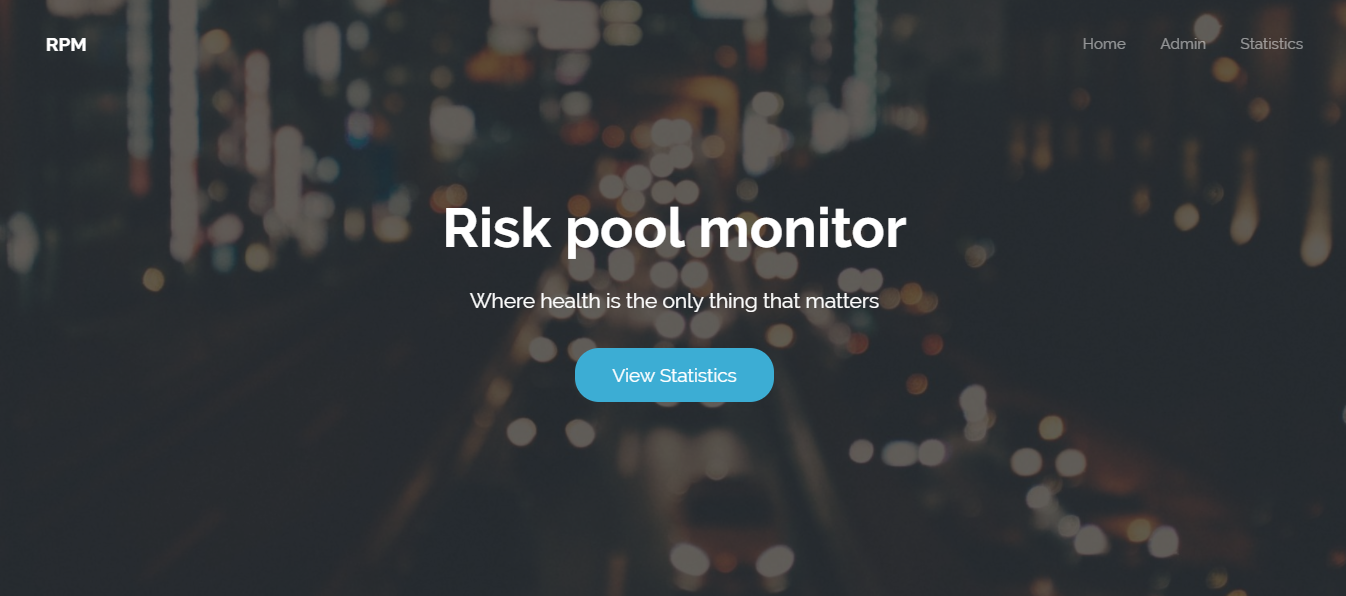 RPM
Home Admin Statistics
Risk pool monitor
Where health is the only thing that matters
View Statistics